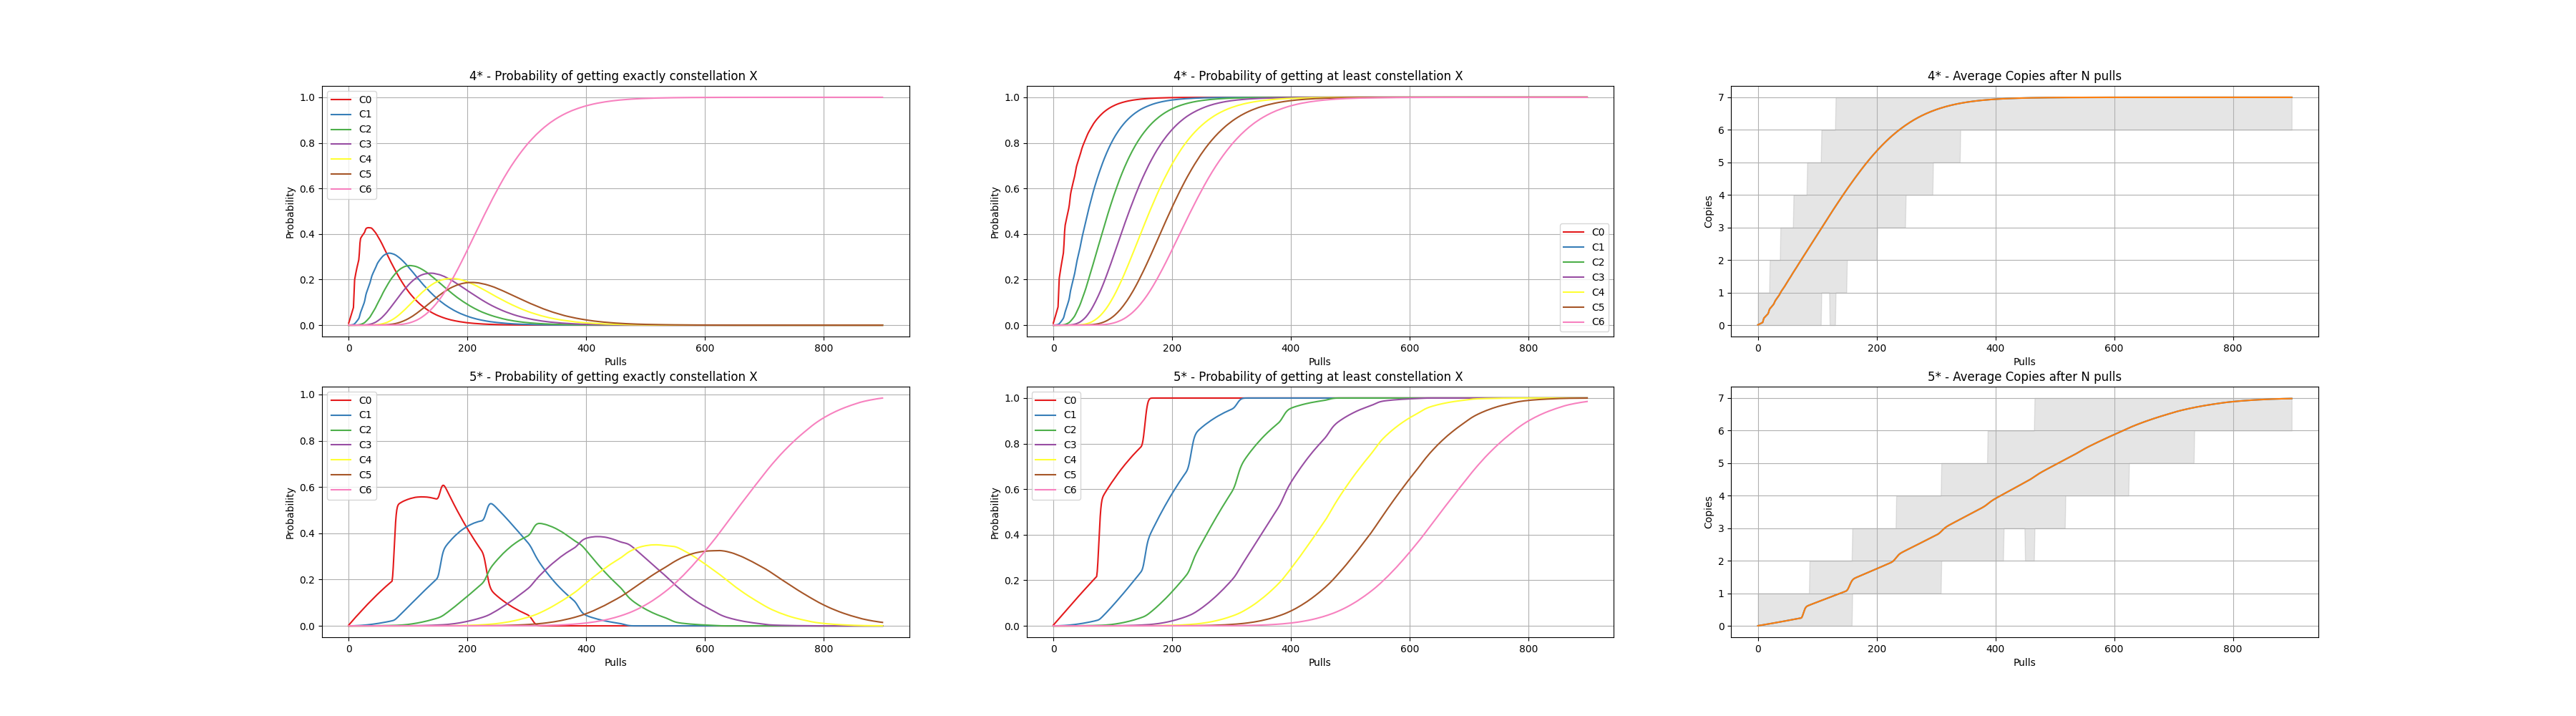 4* - Probability of getting exactly constellation X
1.0
0.8
0.6
0.4
0.2
0.0
Probability
C0
C1
C2
C3
C4
C5
C6
0 200 400 600 800
Pulls
4* - Probability of getting at least constellation X
1.0
0.8
0.6
0.4
0.2
0.0
Probability
C0
C1
C2
C3
C4
C5
C6
0 200 400 600 800
Pulls
4* - Average Copies after N pulls
7
6
5
4
3
2
1
0
Copies
0 200 400 600 800
Pulls
5* - Probability of getting exactly constellation X
1.0
0.8
0.6
0.4
0.2
0.0
Probability
C0
C1
C2
C3
C4
C5
C6
0 200 400 600 800
Pulls
5* - Probability of getting at least constellation X
1.0
0.8
0.6
0.4
0.2
0.0
Probability
C0
C1
C2
C3
C4
C5
C6
0 200 400 600 800
Pulls
5* - Average Copies after N pulls
7
6
5
4
3
2
1
0
Copies
0 200 400 600 800
Pulls